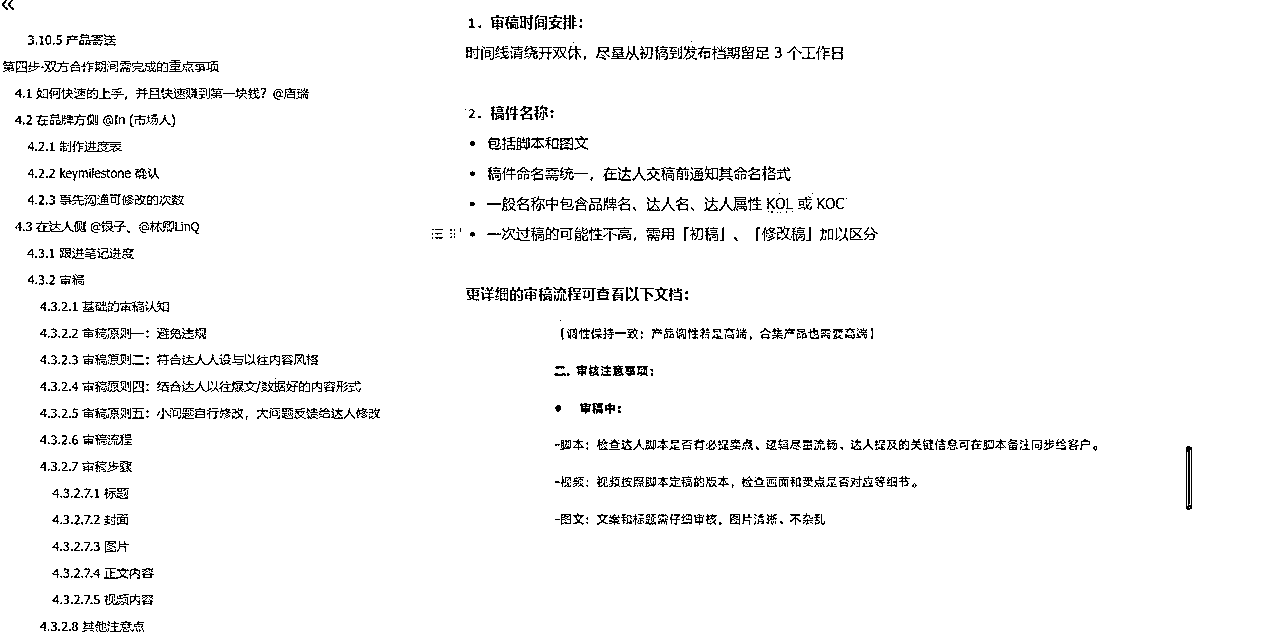 «
3.10.5 产品寄送
第四步-双方合作期间需完成的重点事项
4.1 如何快速的上手，并且快速赚到第一块钱？@唐瑞
4.2 在品牌方侧 @In (市场人)
4.2.1 制作进度表
4.2.2 keymilestone 确认
4.2.3 事先沟通可修改的次数
4.3 在达人侧 @馒子、@林卿LinQ
4.3.1 跟进笔记进度
4.3.2 审稿
4.3.2.1 基础的审稿认知
4.3.2.2 审稿原则一：避免违规
4.3.2.3 审稿原则二：符合达人人设与以往内容风格
4.3.2.4 审稿原则四：结合达人以往爆文/数据好的内容形式
4.3.2.5 审稿原则五：小问题自行修改，大问题反馈给达人修改
4.3.2.6 审稿流程
4.3.2.7 审稿步骤
4.3.2.7.1 标题
4.3.2.7.2 封面
4.3.2.7.3 图片
4.3.2.7.4 正文内容
4.3.2.7.5 视频内容
4.3.2.8 其他注意点
1. 审稿时间安排：
时间线请绕开双休，尽量从初稿到发布档期留足 3 个工作日
2. 稿件名称：
• 包括脚本和图文
• 稿件命名需统一，在达人交稿前通知其命名格式
• 一般名称中包含品牌名、达人名、达人属性 KOL 或 KOC
• 一次过稿的可能性不高，需用「初稿」、「修改稿」加以区分
更详细的审稿流程可查看以下文档：
（调性保持一致：产品调性若是高端，合集产品也需要高端）
二. 审核注意事项：
● 审稿中：
-脚本：检查达人脚本是否有必提卖点、逻辑尽量流畅、达人提及的关键信息可在脚本备注同步给客户。
-视频：视频按照脚本定稿的版本，检查画面和卖点是否对应等细节。
-图文：文案和标题需仔细审核，图片清晰、不杂乱